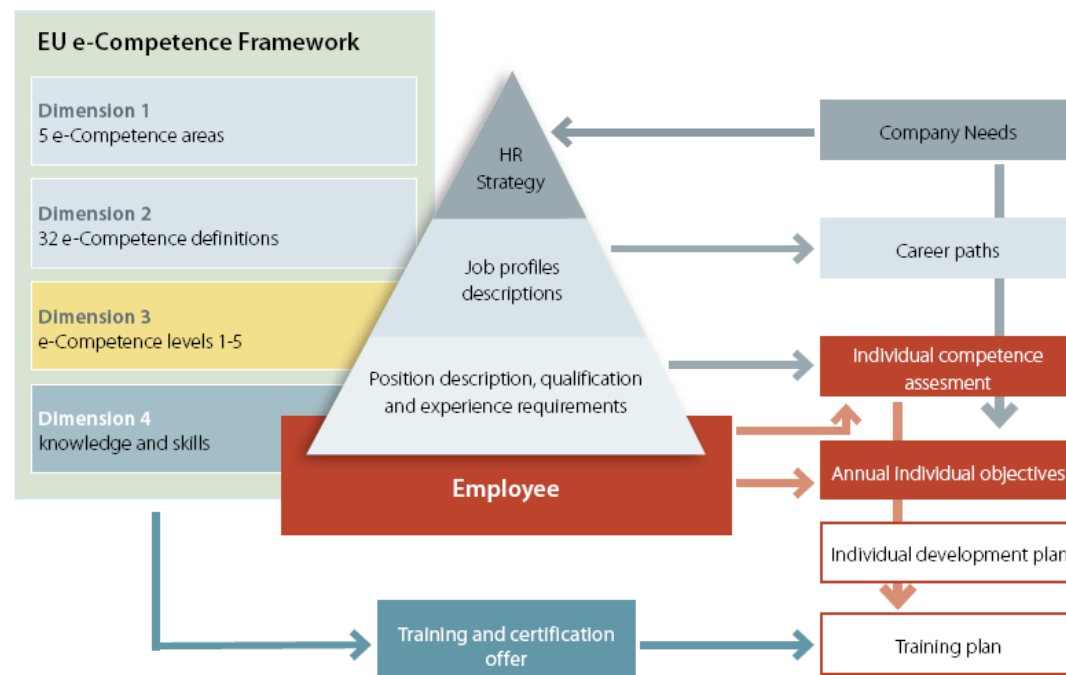 EU e-Competence Framework
Dimension 1
5 e-Competence areas
Dimension 2
32 e-Competence definitions
Dimension 3
e-Competence levels 1-5
Dimension 4
knowledge and skills
HR
Strategy
Job profiles
descriptions
Position description, qualification
and experience requirements
Employee
Company Needs
Career paths
Individual competence
assesment
Annual individual objectives
Individual development plan
Training and certification
offer
Training plan